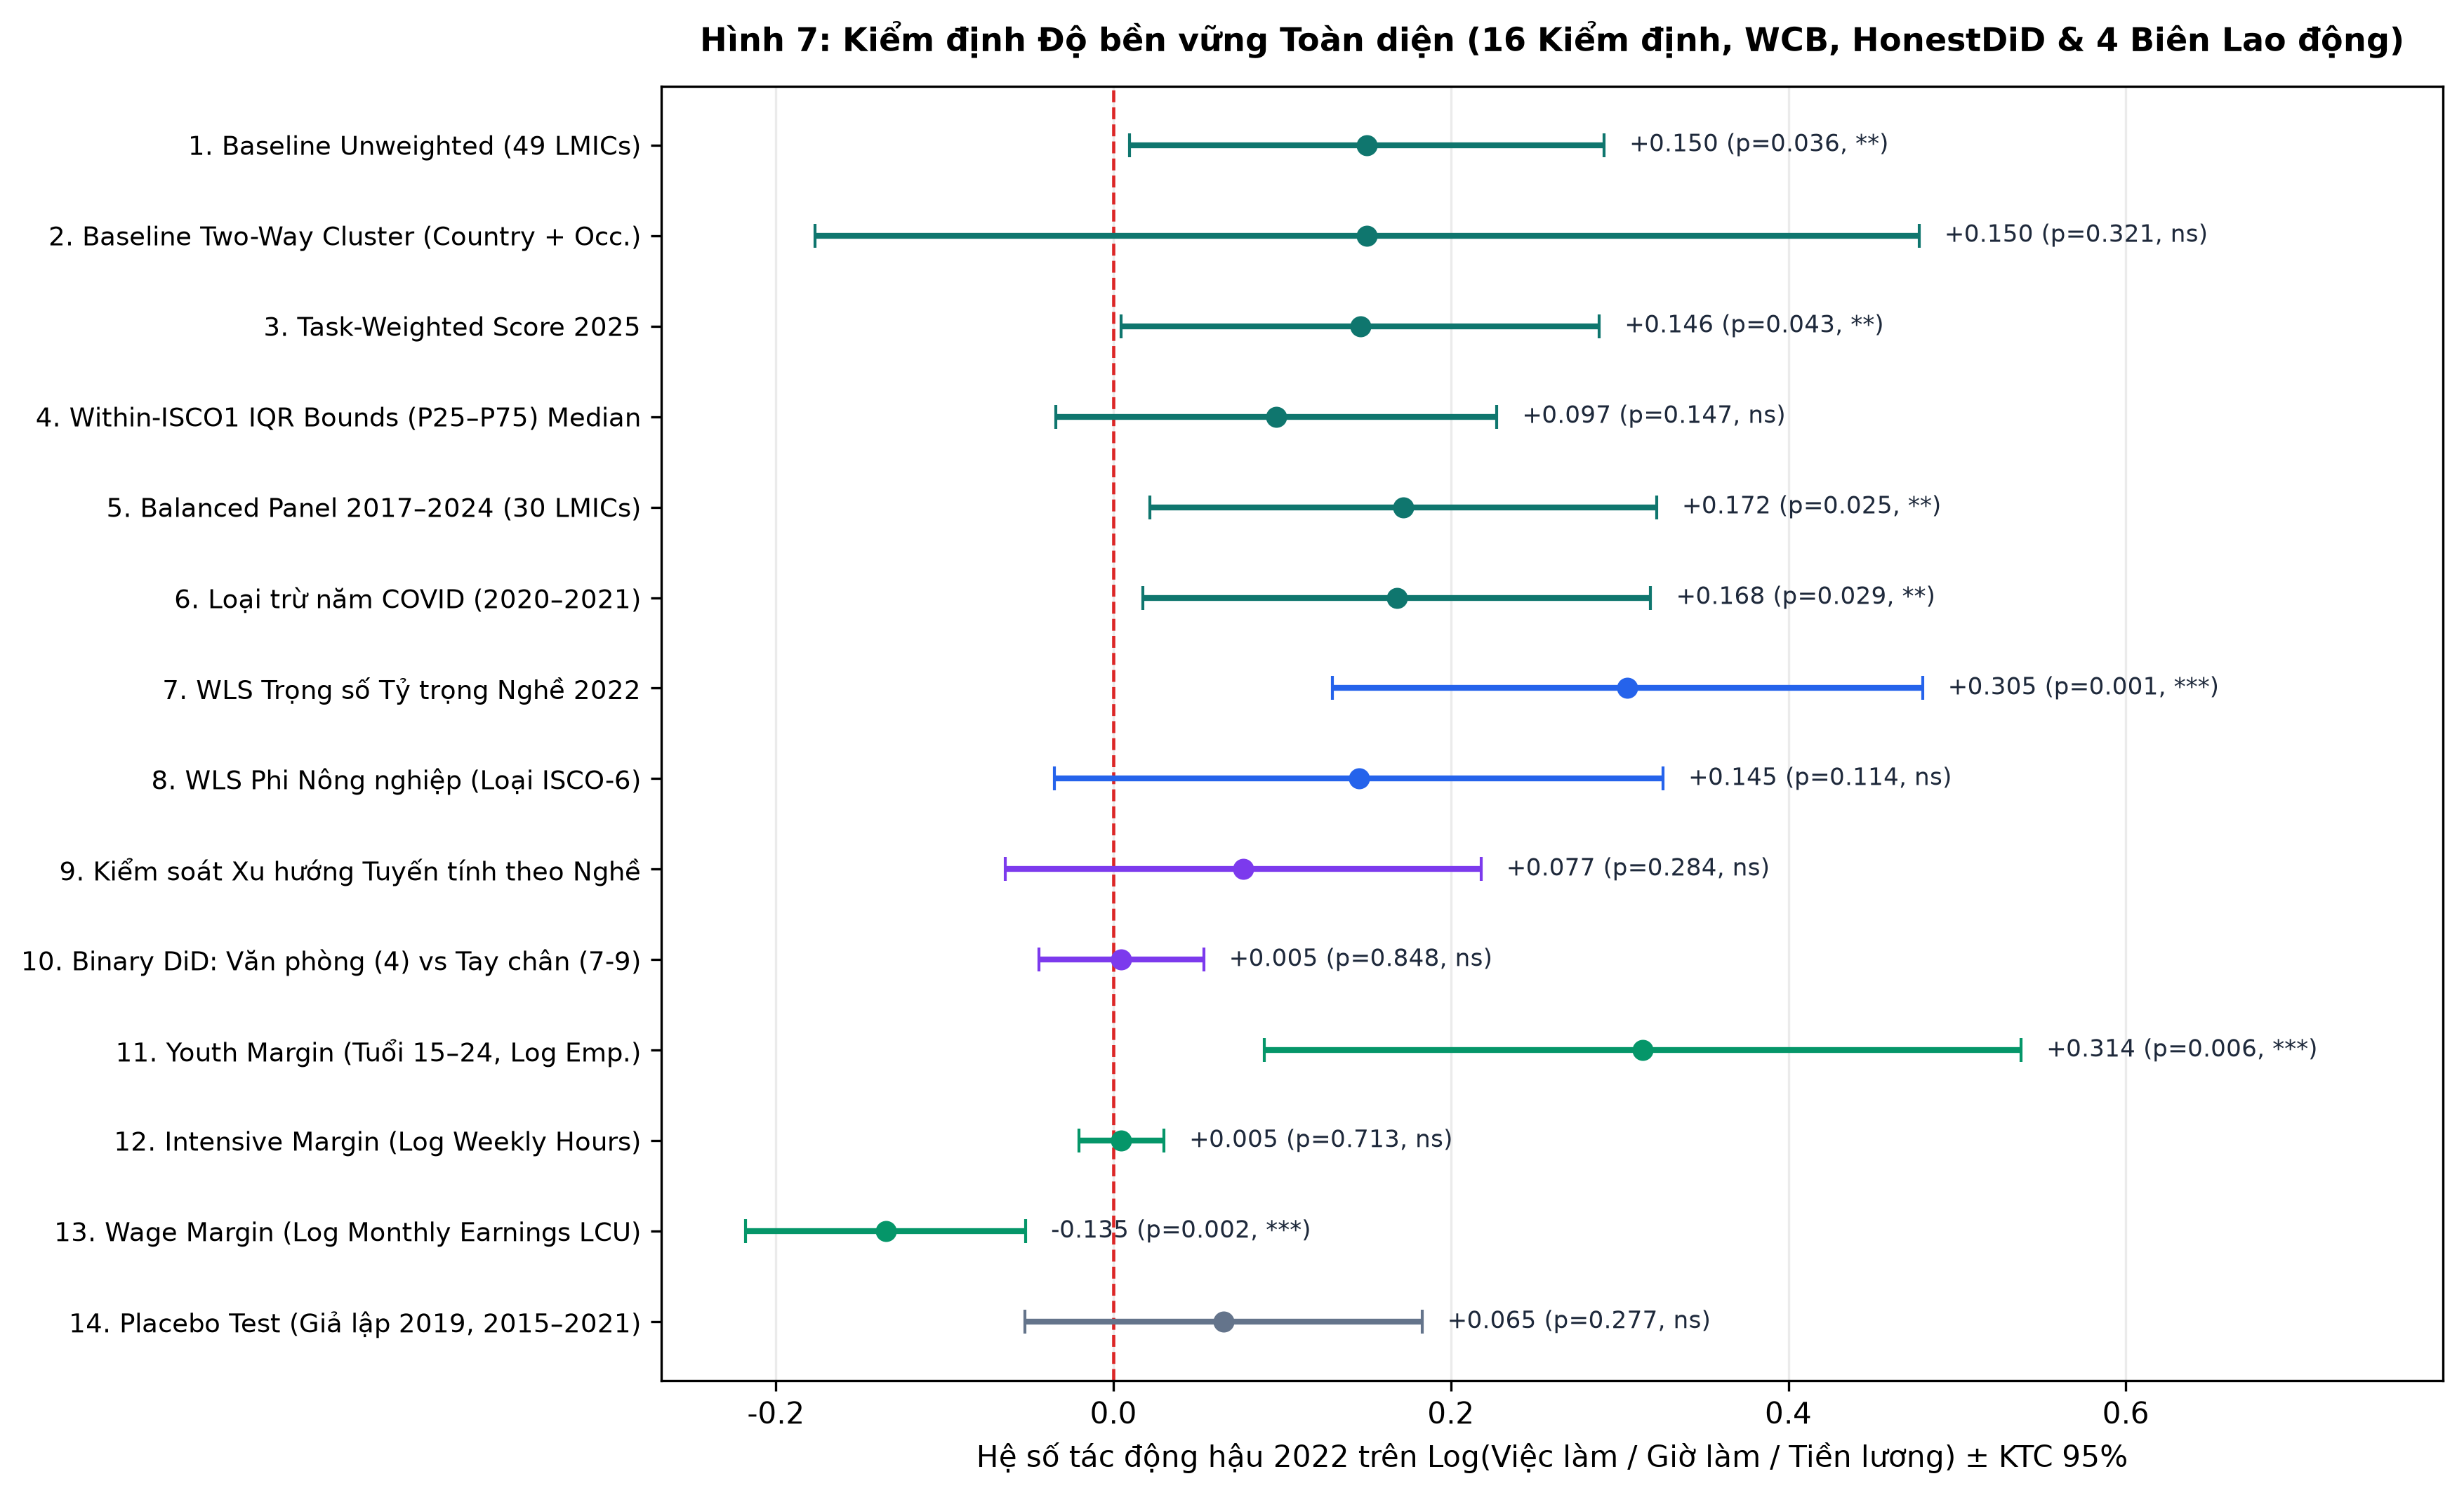 Hình 7: Kiểm định Độ bền vững Toàn diện (16 Kiểm định, WCB, HonestDiD & 4 Biên Lao động)
1. Baseline Unweighted (49 LMICs)
+0.150 (p=0.036, **)
2. Baseline Two-Way Cluster (Country + Occ.)
+0.150 (p=0.321, ns)
3. Task-Weighted Score 2025
+0.146 (p=0.043, **)
4. Within-ISCO1 IQR Bounds (P25–P75) Median
+0.097 (p=0.147, ns)
5. Balanced Panel 2017–2024 (30 LMICs)
+0.172 (p=0.025, **)
6. Loại trừ năm COVID (2020–2021)
+0.168 (p=0.029, **)
7. WLS Trọng số Tỷ trọng Nghề 2022
+0.305 (p=0.001, ***)
8. WLS Phi Nông nghiệp (Loại ISCO-6)
+0.145 (p=0.114, ns)
9. Kiểm soát Xu hướng Tuyến tính theo Nghề
+0.077 (p=0.284, ns)
10. Binary DiD: Văn phòng (4) vs Tay chân (7-9)
+0.005 (p=0.848, ns)
11. Youth Margin (Tuổi 15–24, Log Emp.)
+0.314 (p=0.006, ***)
12. Intensive Margin (Log Weekly Hours)
+0.005 (p=0.713, ns)
13. Wage Margin (Log Monthly Earnings LCU)
-0.135 (p=0.002, ***)
14. Placebo Test (Giả lập 2019, 2015–2021)
+0.065 (p=0.277, ns)
-0.2 0.0 0.2 0.4 0.6
Hệ số tác động hậu 2022 trên Log(Việc làm / Giờ làm / Tiền lương) ± KTC 95%